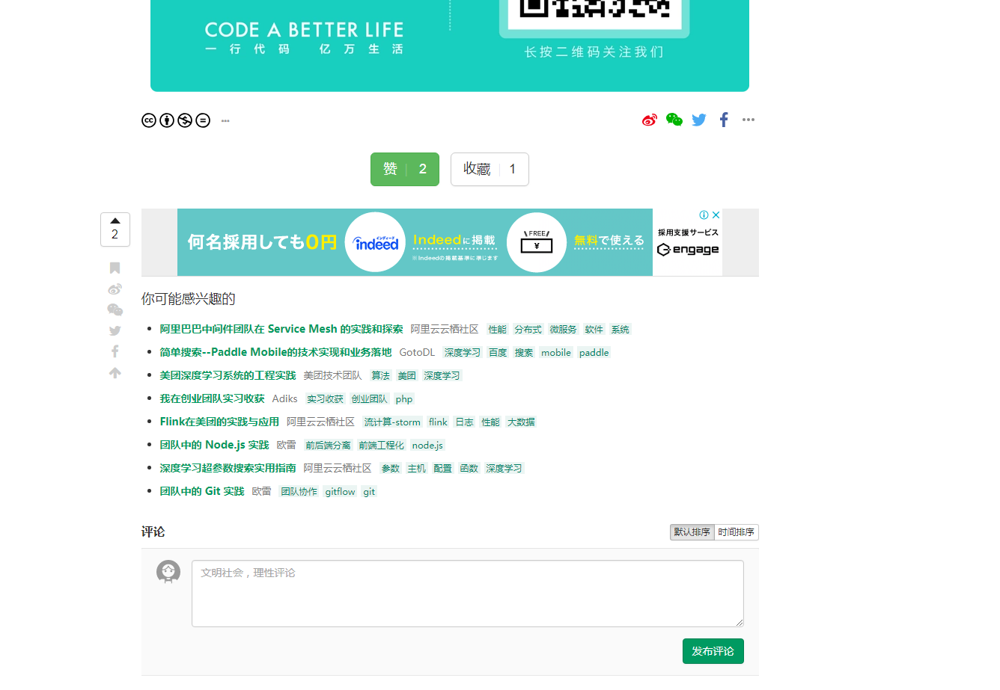 CODE A BETTER LIFE
一行代码 亿万生活
长按二维码关注我们
赞 2
收藏 1
2
何名採用しても0円
インディード
indeed
Indeedに掲載
※Indeedの掲載基準に準じます
FREE
¥
無料で使える
採用支援サービス
engage
你可能感兴趣的
阿里巴巴中间件团队在 Service Mesh 的实践和探索 阿里云云栖社区 性能 分布式 微服务 软件 系统
简单搜索--Paddle Mobile的技术实现和业务落地 GotoDL 深度学习 百度 搜索 mobile paddle
美团深度学习系统的工程实践 美团技术团队 算法 美团 深度学习
我在创业团队实习收获 Adiks 实习收获 创业团队 php
Flink在美团的实践与应用 阿里云云栖社区 流计算-storm flink 日志 性能 大数据
团队中的 Node.js 实践 欧雷 前后端分离 前端工程化 node.js
深度学习超参数搜索实用指南 阿里云云栖社区 参数 主机 配置 函数 深度学习
团队中的 Git 实践 欧雷 团队协作 gitflow git
评论
默认排序 时间排序
文明社会，理性评论
发布评论